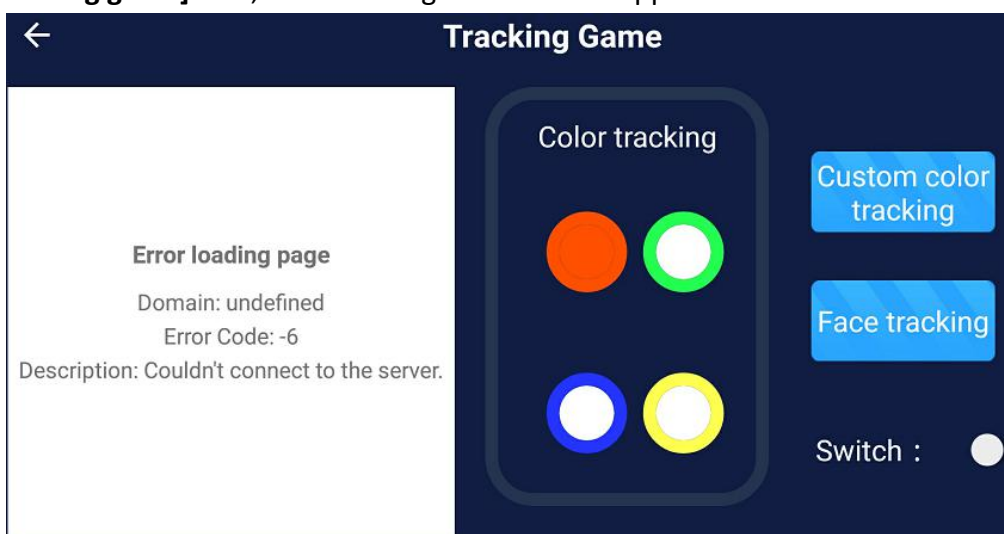 Tracking Game
Error loading page
Domain: undefined
Error Code: -6
Description: Couldn't connect to the server.
Color tracking
Custom color
tracking
Face tracking
Switch :